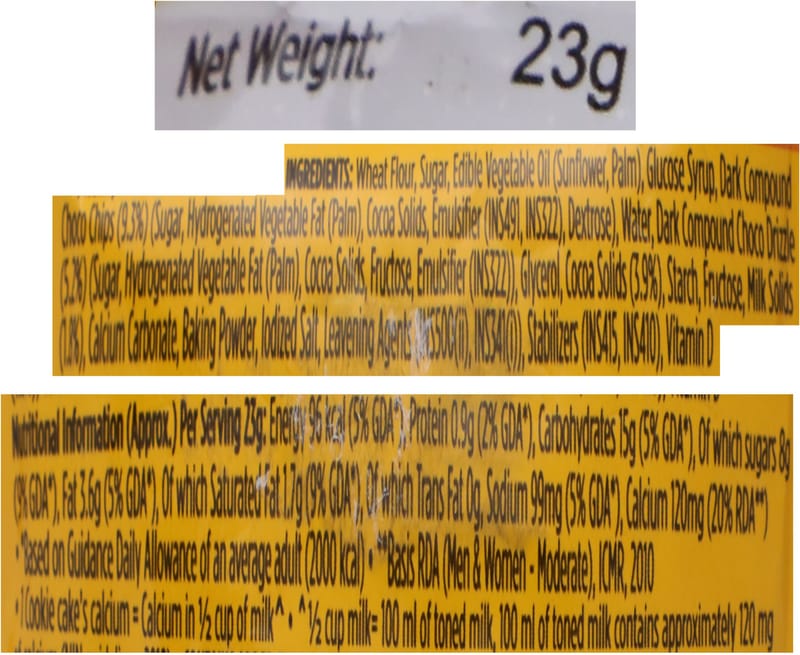 Net Weight: 23g
INGREDIENTS: Wheat Flour, Sugar, Edible Vegetable Oil (Sunflower, Palm), Glucose Syrup, Dark Compound
Choco Chips (9.3%) (Sugar, Hydrogenated Vegetable Fat (Palm), Cocoa Solids, Emulsifier (INS491, INS322), Dextrose), Water, Dark Compound Choco Drizzle
(5.2%) (Sugar, Hydrogenated Vegetable Fat (Palm), Cocoa Solids, Fructose, Emulsifier (INS322)), Glycerol, Cocoa Solids (3.9%), Starch, Fructose, Milk Solids
Calcium Carbonate, Baking Powder, Iodized Salt, Leavening Agents INS500(ii), INS341(i)), Stabilizers (INS415, INS410), Vitamin D
Nutritional Information (Approx.) Per Serving 23g: Energy 96 kcal (5% GDA*), Protein 0.9g (2% GDA*), Carbohydrates 15g (5% GDA*), Of which sugars 8g
GDA*), Fat 3.6g (5% GDA*), Of which Saturated Fat 1.7g (9% GDA*), Of which Trans Fat 0g, Sodium 99mg (5% GDA*), Calcium 120mg (20% RDA**)
• *Based on Guidance Daily Allowance of an average adult (2000 kcal) • **Basis RDA (Men & Women - Moderate), ICMR, 2010
• 1 Cookie cake's calcium = Calcium in ½ cup of milk^ • ^½ cup milk= 100 ml of toned milk, 100 ml of toned milk contains approximately 120 mg